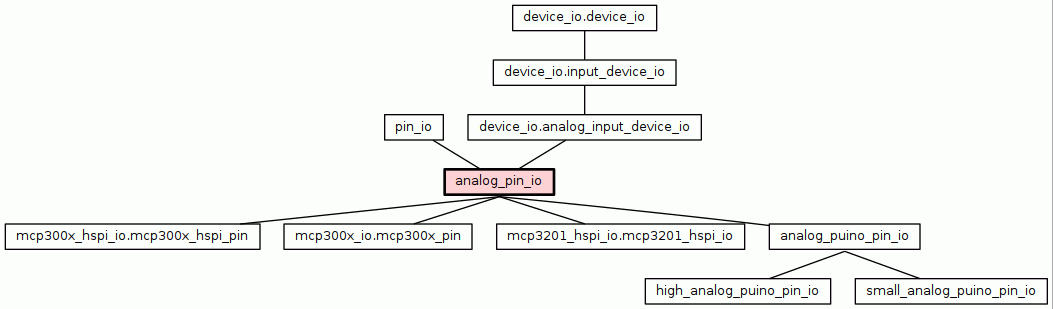 device_io.device_io
device_io.input_device_io
pin_io
device_io.analog_input_device_io
analog_pin_io
mcp300x_hspi_io.mcp300x_hspi_pin
mcp300x_io.mcp300x_pin
mcp3201_hspi_io.mcp3201_hspi_io
analog_puino_pin_io
high_analog_puino_pin_io
small_analog_puino_pin_io